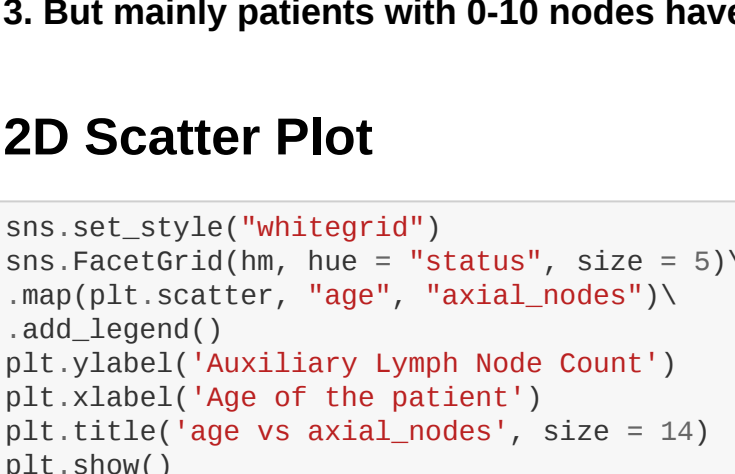 3. But mainly patients with 0-10 nodes have
2D Scatter Plot
sns.set_style("whitegrid")
sns.FacetGrid(hm, hue = "status", size = 5)\
.map(plt.scatter, "age", "axial_nodes")\
.add_legend()
plt.ylabel('Auxiliary Lymph Node Count')
plt.xlabel('Age of the patient')
plt.title('age vs axial_nodes', size = 14)
plt.show()